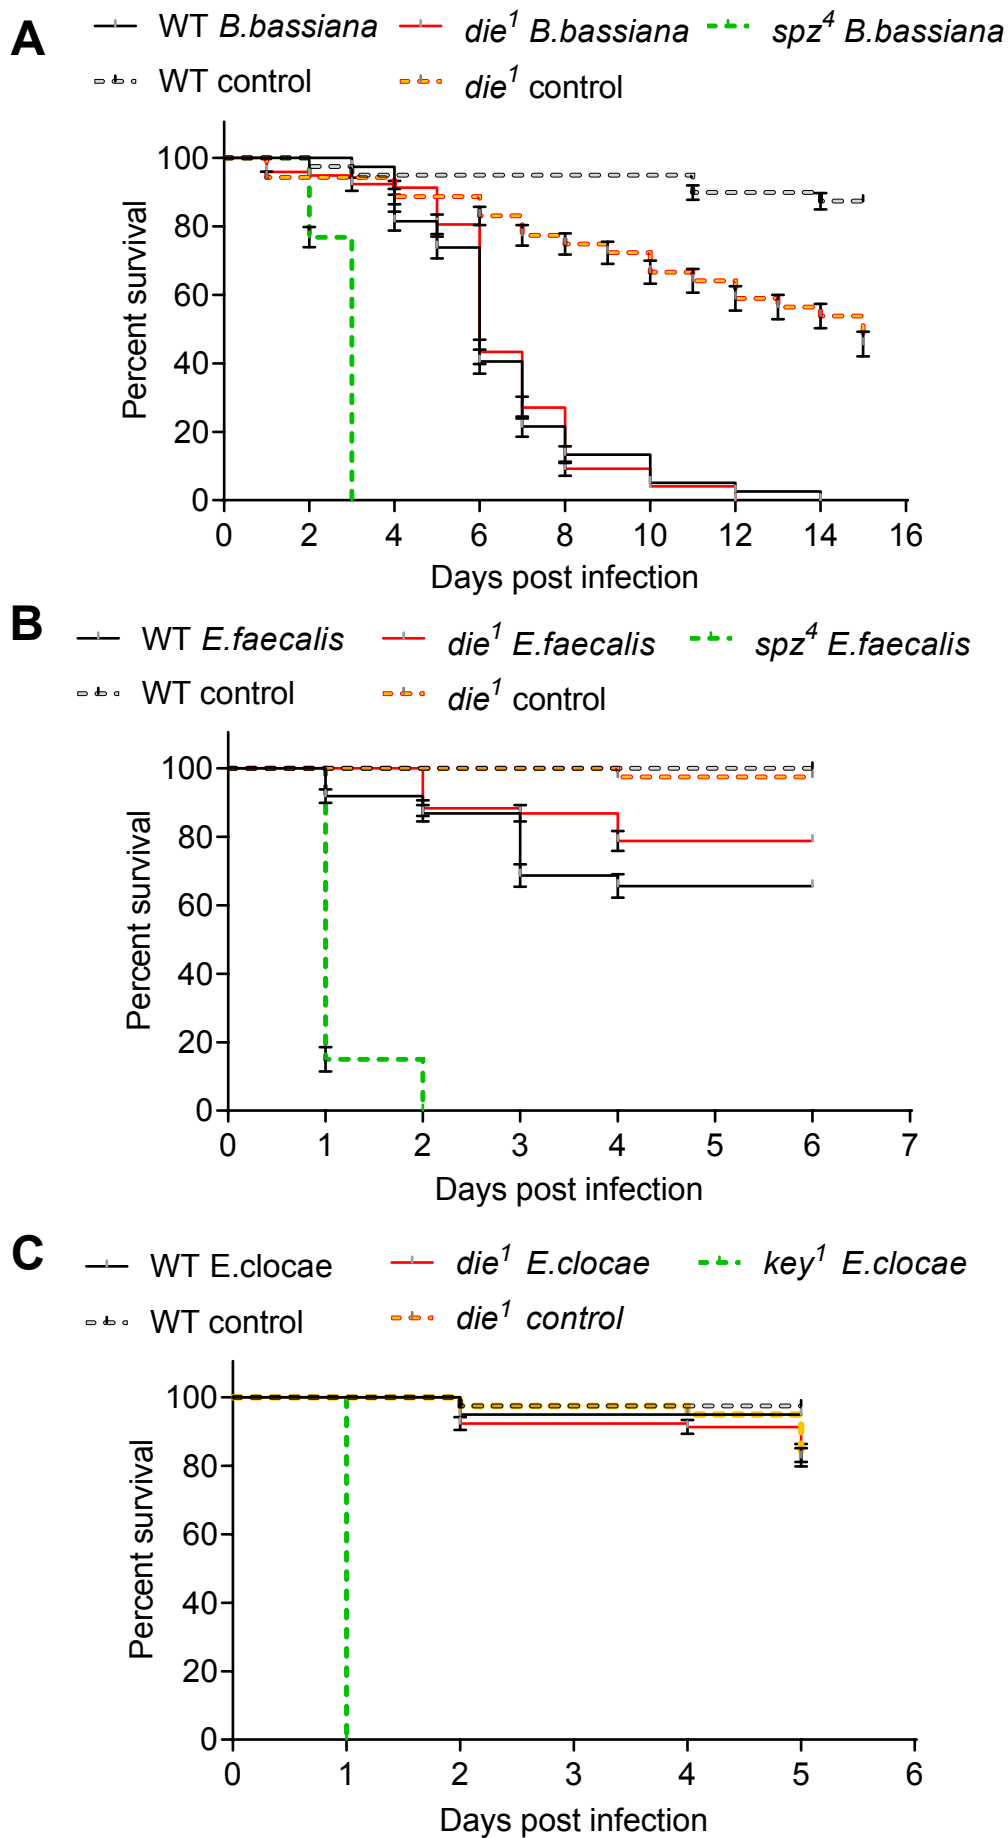 A
WT B.bassiana die¹ B.bassiana spz⁴ B.bassiana
WT control die¹ control
100
80
60
40
20
0
Percent survival
0 2 4 6 8 10 12 14 16
Days post infection
B
WT E.faecalis die¹ E.faecalis spz⁴ E.faecalis
WT control die¹ control
100
80
60
40
20
0
Percent survival
0 1 2 3 4 5 6 7
Days post infection
C
WT E.clocae die¹ E.clocae key¹ E.clocae
WT control die¹ control
100
80
60
40
20
0
Percent survival
0 1 2 3 4 5 6
Days post infection